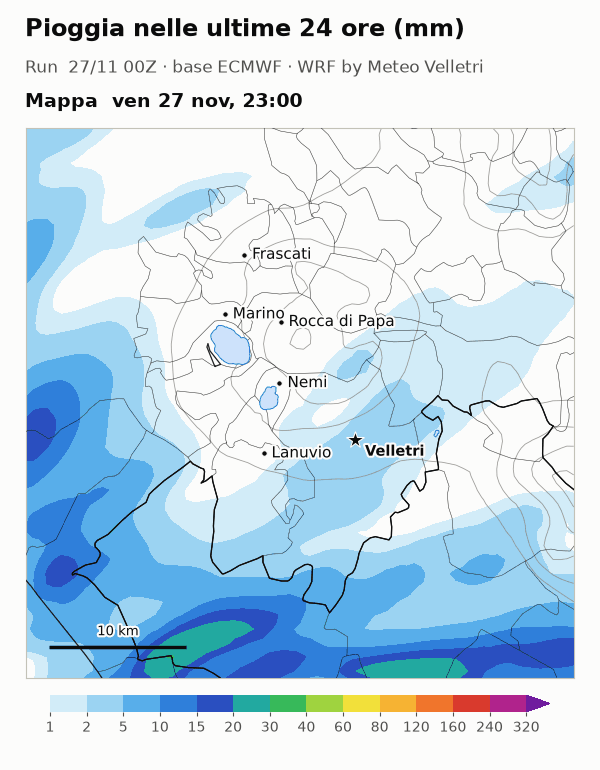 Pioggia nelle ultime 24 ore (mm)
Run  27/11 00Z · base ECMWF · WRF by Meteo Velletri
Mappa  ven 27 nov, 23:00
Frascati
Marino
Rocca di Papa
Nemi
Velletri
Lanuvio
10 km
1 2 5 10 15 20 30 40 60 80 120 160 240 320